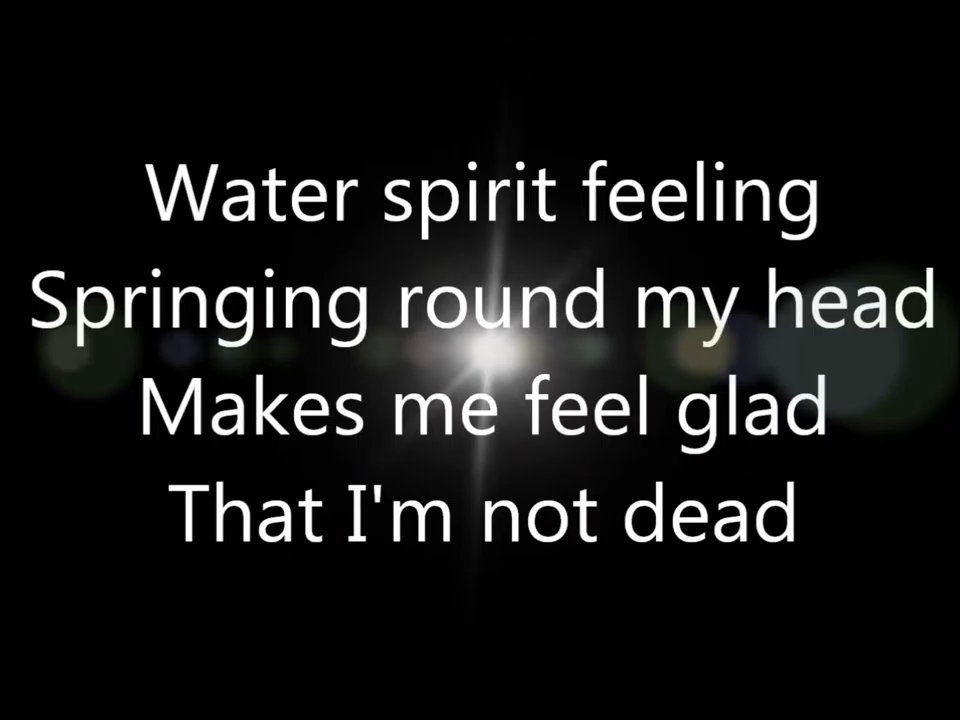 Water spirit feeling
Springing round my head
Makes me feel glad
That I'm not dead